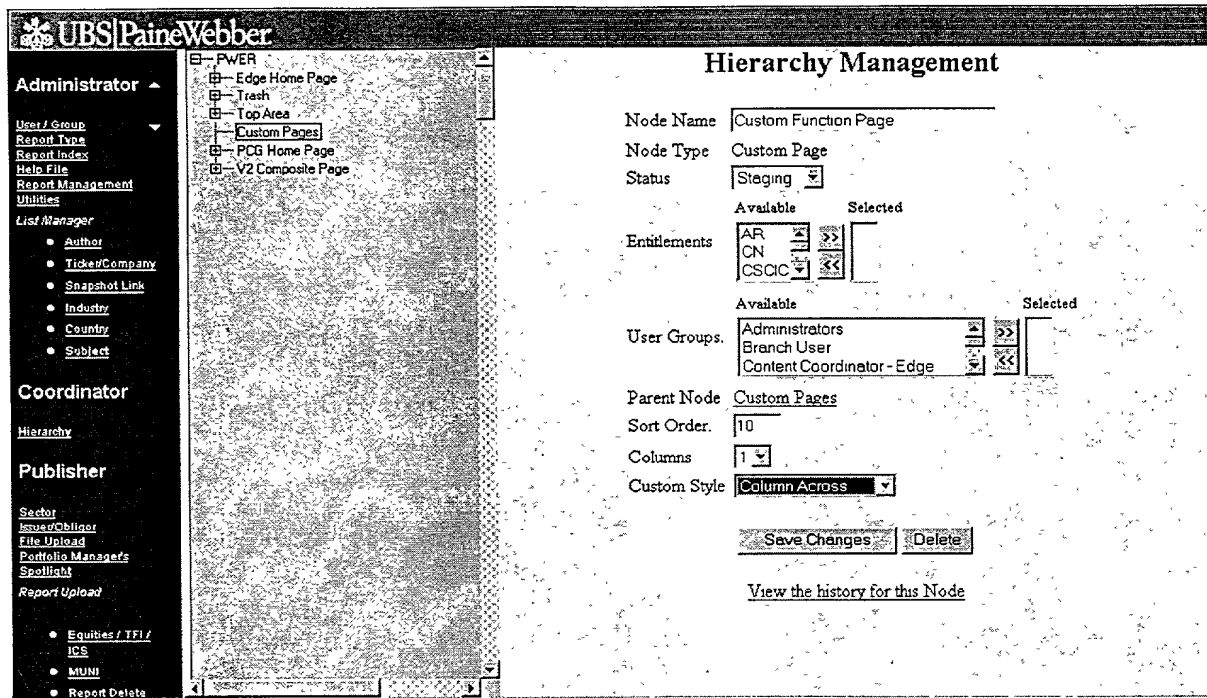 UBS PaineWebber
Administrator
User / Group
Report Type
Report Index
Help File
Report Management
Utilities
List Manager
Author
Ticker/Company
Snapshot Link
Industry
Country
Subject
Coordinator
Hierarchy
Publisher
Sector
Issuer/Obligor
File Upload
Portfolio Manager's
Spotlight
Report Upload
Equities / TFI /
ICS
MUNI
Report Delete
PWER
Edge Home Page
Trash
Top Area
Custom Pages
PCG Home Page
V2 Composite Page
Hierarchy Management
Node Name Custom Function Page
Node Type Custom Page
Status Staging
Available Selected
Entitlements
AR
CN
CSCIC
>>
<<
Available Selected
User Groups.
Administrators
Branch User
Content Coordinator - Edge
>>
<<
Parent Node Custom Pages
Sort Order. 10
Columns 1
Custom Style Column Across
Save Changes Delete
View the history for this Node